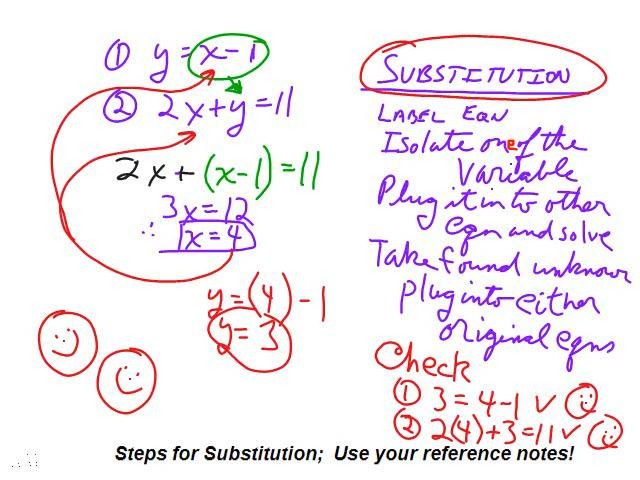 ① y = x - 1
② 2x + y = 11
2x + (x - 1) = 11
3x = 12
∴ x = 4
y = (4) - 1
y = 3
SUBSTITUTION
LABEL EQN
Isolate one of the
Variable
Plug it into other
eqn and solve
Take found unknown
plug into either
original eqns
Check
① 3 = 4 - 1 ✓
② 2(4) + 3 = 11 ✓
Steps for Substitution; Use your reference notes!